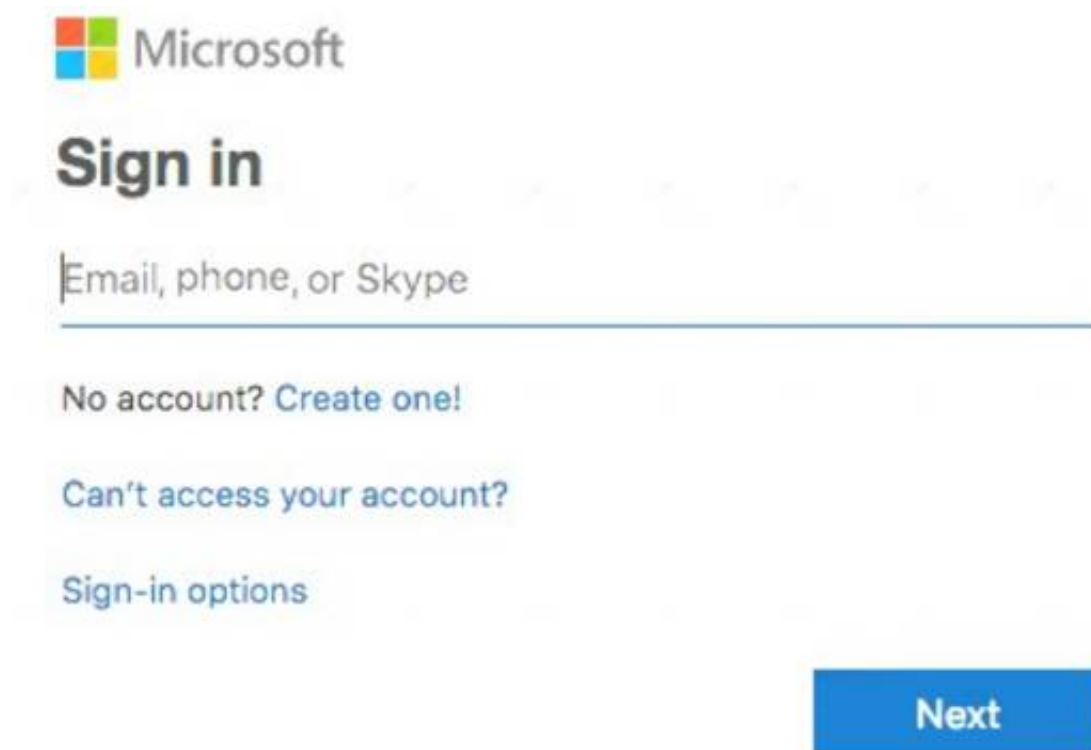 Microsoft
Sign in
Email, phone, or Skype
No account? Create one!
Can't access your account?
Sign-in options
Next